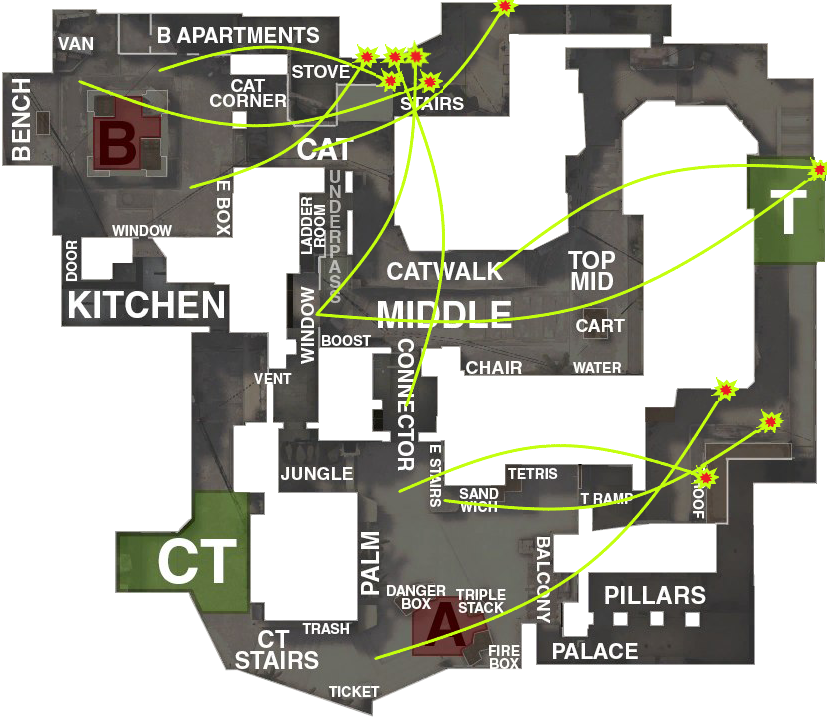 VAN
B APARTMENTS
STOVE
STAIRS
CAT
CORNER
BENCH
B
CAT
E BOX
WINDOW
DOOR
KITCHEN
LADDER
ROOM
UNDERPASS
CATWALK
TOP
MID
T
MIDDLE
WINDOW
BOOST
CART
CONNECTOR
CHAIR
WATER
VENT
JUNGLE
E STAIRS
TETRIS
SAND
WICH
T RAMP
ROOF
CT
PALM
BALCONY
DANGER
BOX
TRIPLE
STACK
A
PILLARS
TRASH
CT
STAIRS
FIRE
BOX
PALACE
TICKET